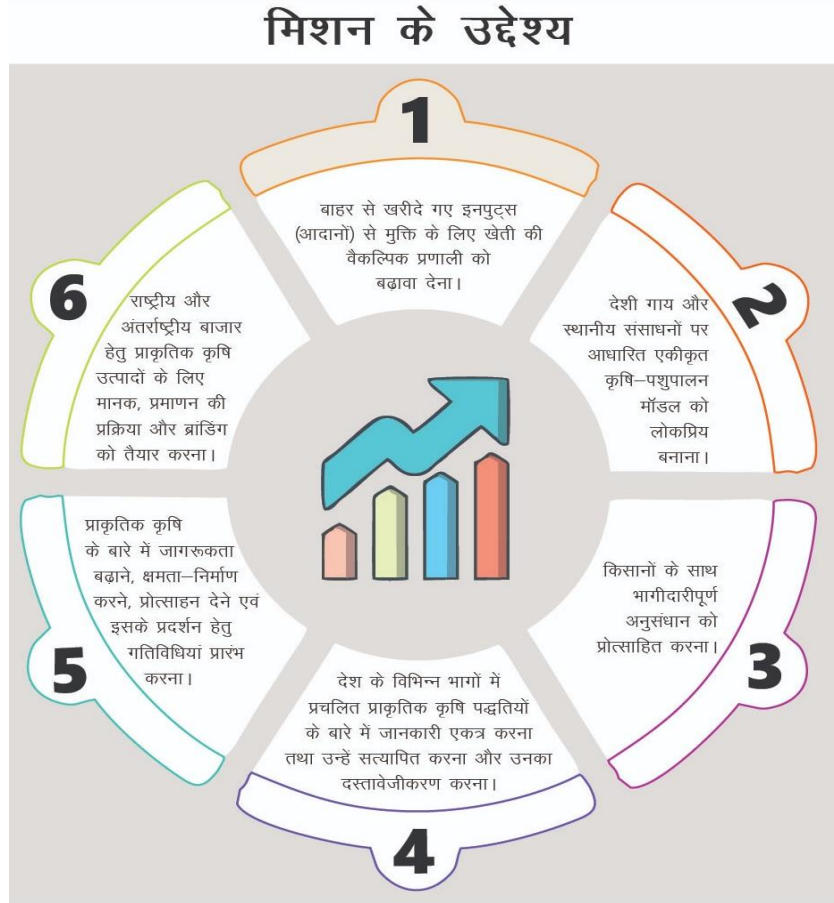 मिशन के उद्देश्य
1
बाहर से खरीदे गए इनपुट्स
(आदानों) से मुक्ति के लिए खेती की
वैकल्पिक प्रणाली को
बढ़ावा देना।
2
देशी गाय और
स्थानीय संसाधनों पर
आधारित एकीकृत
कृषि–पशुपालन
मॉडल को
लोकप्रिय
बनाना।
3
किसानों के साथ
भागीदारीपूर्ण
अनुसंधान को
प्रोत्साहित करना।
4
देश के विभिन्न भागों में
प्रचलित प्राकृतिक कृषि पद्धतियों
के बारे में जानकारी एकत्र करना
तथा उन्हें सत्यापित करना और उनका
दस्तावेजीकरण करना।
5
प्राकृतिक कृषि
के बारे में जागरूकता
बढ़ाने, क्षमता–निर्माण
करने, प्रोत्साहन देने एवं
इसके प्रदर्शन हेतु
गतिविधियां प्रारंभ
करना।
6
राष्ट्रीय और
अंतर्राष्ट्रीय बाजार
हेतु प्राकृतिक कृषि
उत्पादों के लिए
मानक, प्रमाणन की
प्रक्रिया और ब्रांडिंग
को तैयार करना।